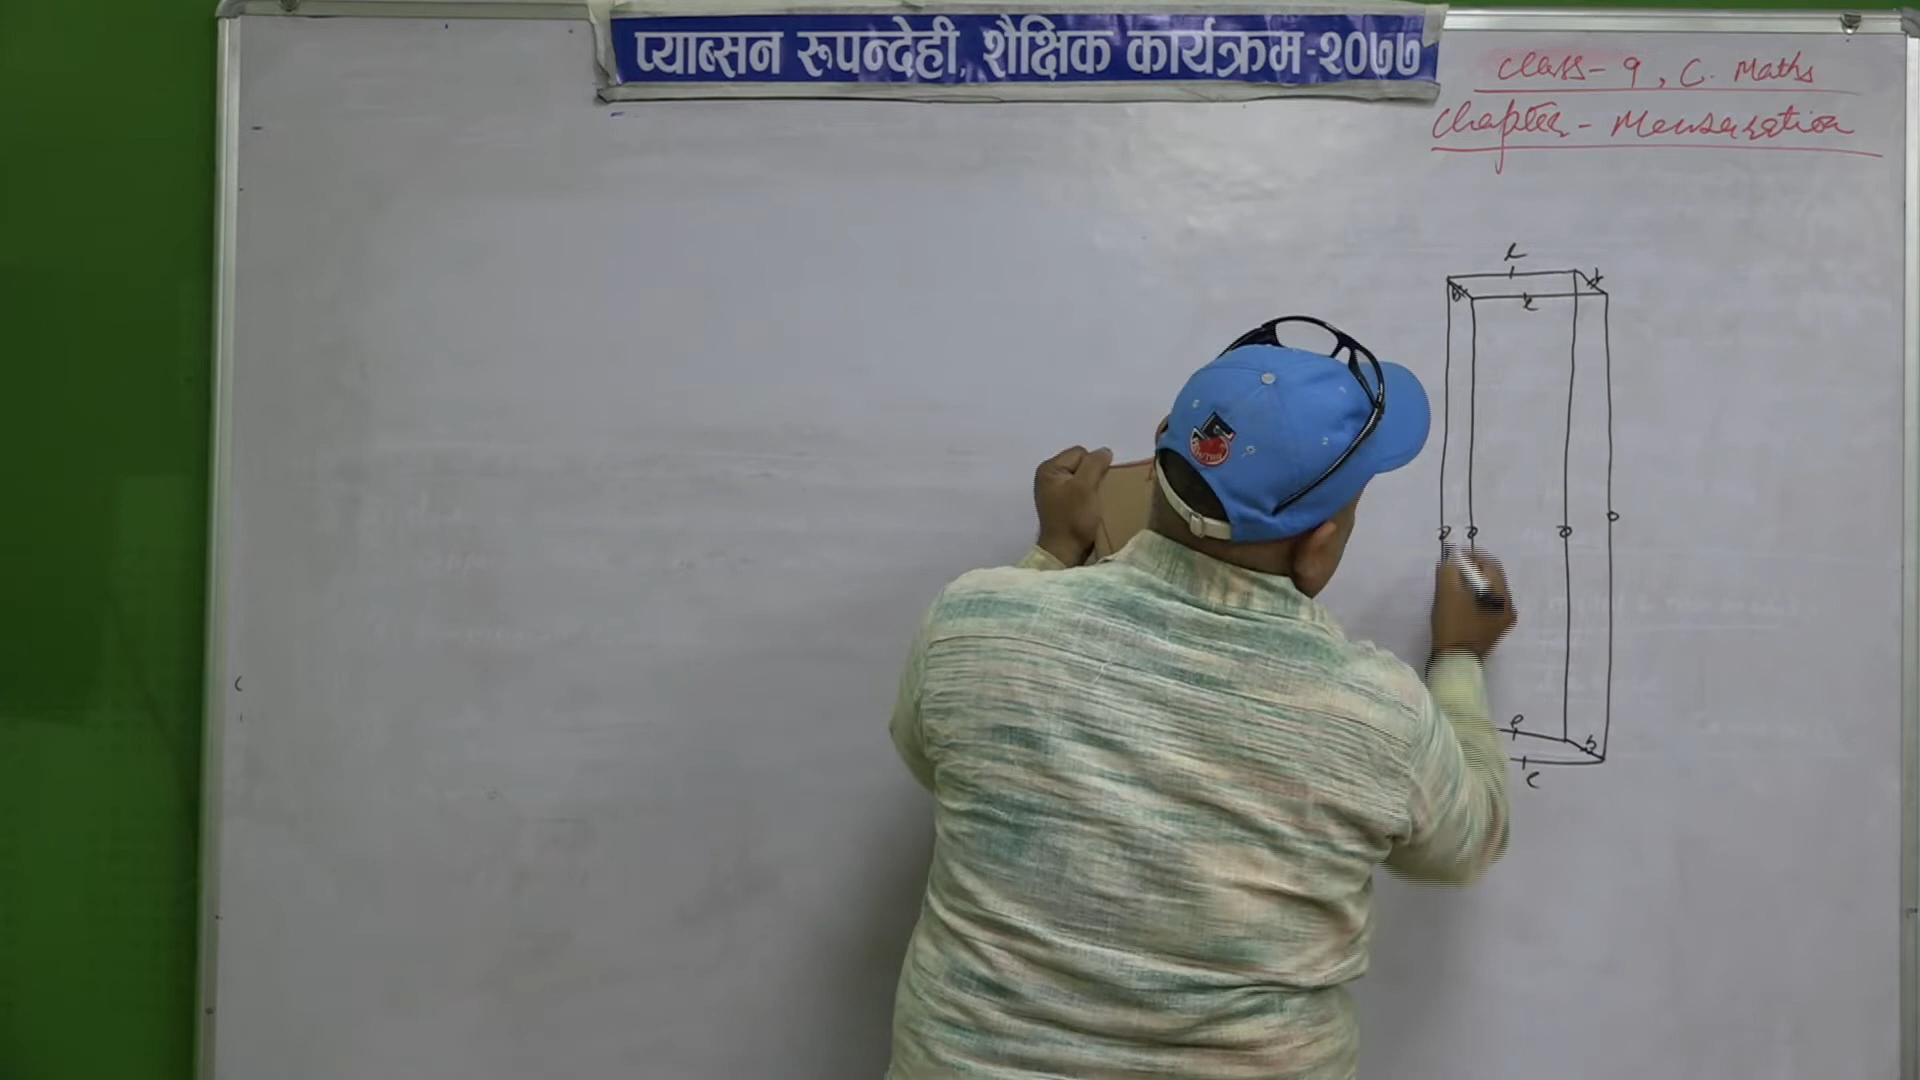 प्याब्सन रुपन्देही, शैक्षिक कार्यक्रम-२०७७
Class - 9, C. Maths
Chapter - Mensuration
l
b
l
e
b
c